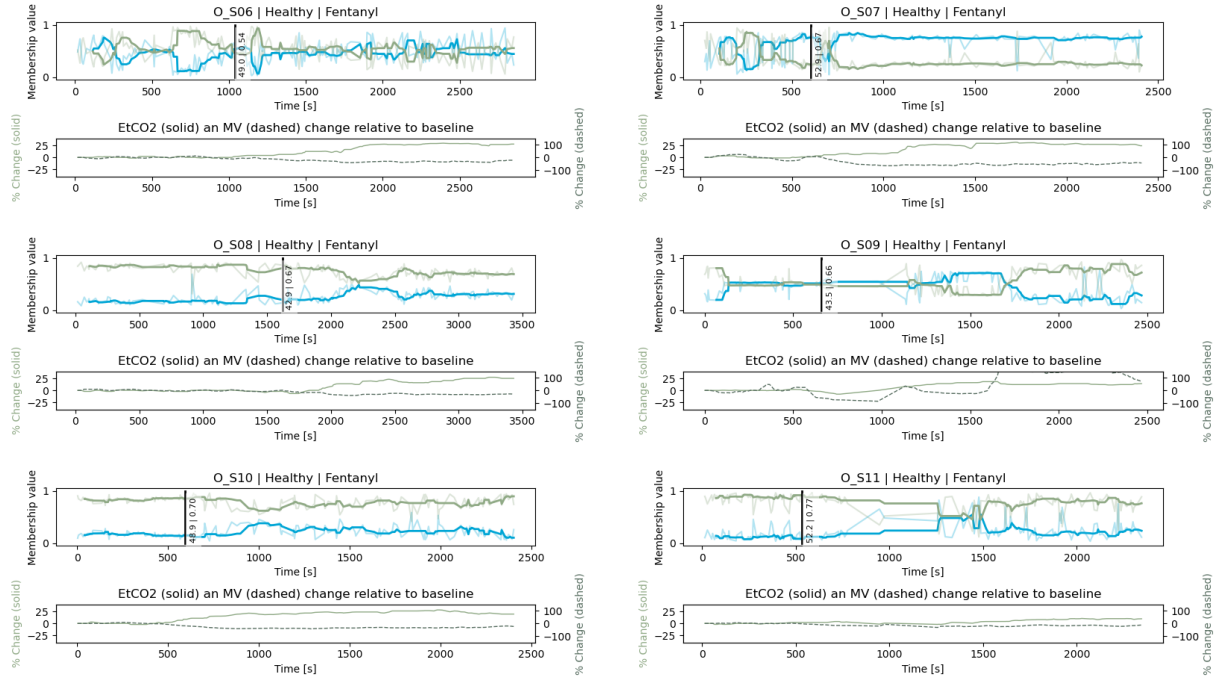 O_S06 | Healthy | Fentanyl
Membership value
1
0
49.0 | 0.54
0 500 1000 1500 2000 2500
Time [s]
EtCO2 (solid) an MV (dashed) change relative to baseline
% Change (solid)
25
0
−25
100
0
−100
% Change (dashed)
0 500 1000 1500 2000 2500
Time [s]
O_S07 | Healthy | Fentanyl
Membership value
1
0
52.9 | 0.67
0 500 1000 1500 2000 2500
Time [s]
EtCO2 (solid) an MV (dashed) change relative to baseline
% Change (solid)
25
0
−25
100
0
−100
% Change (dashed)
0 500 1000 1500 2000 2500
Time [s]
O_S08 | Healthy | Fentanyl
Membership value
1
0
42.9 | 0.67
0 500 1000 1500 2000 2500 3000 3500
Time [s]
EtCO2 (solid) an MV (dashed) change relative to baseline
% Change (solid)
25
0
−25
100
0
−100
% Change (dashed)
0 500 1000 1500 2000 2500 3000 3500
Time [s]
O_S09 | Healthy | Fentanyl
Membership value
1
0
43.5 | 0.66
0 500 1000 1500 2000 2500
Time [s]
EtCO2 (solid) an MV (dashed) change relative to baseline
% Change (solid)
25
0
−25
100
0
−100
% Change (dashed)
0 500 1000 1500 2000 2500
Time [s]
O_S10 | Healthy | Fentanyl
Membership value
1
0
48.9 | 0.70
0 500 1000 1500 2000 2500
Time [s]
EtCO2 (solid) an MV (dashed) change relative to baseline
% Change (solid)
25
0
−25
100
0
−100
% Change (dashed)
0 500 1000 1500 2000 2500
Time [s]
O_S11 | Healthy | Fentanyl
Membership value
1
0
52.2 | 0.77
0 500 1000 1500 2000
Time [s]
EtCO2 (solid) an MV (dashed) change relative to baseline
% Change (solid)
25
0
−25
100
0
−100
% Change (dashed)
0 500 1000 1500 2000
Time [s]